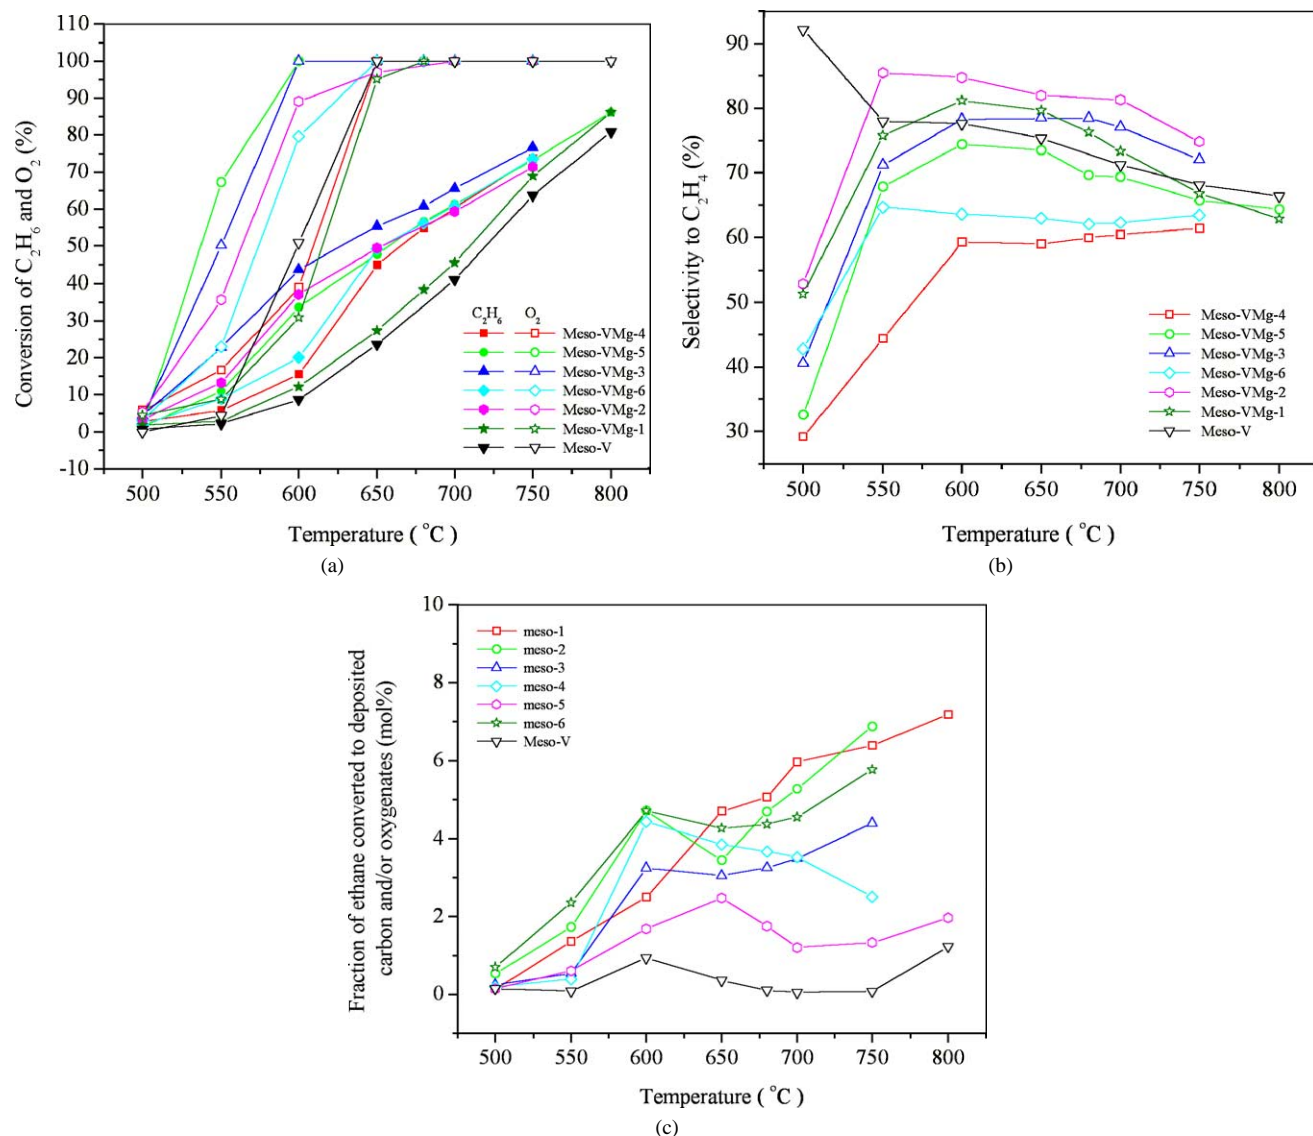 110
100
90
80
70
60
50
40
30
20
10
0
-10
Conversion of C₂H₆ and O₂ (%)
C₂H₆ O₂
Meso-VMg-4
Meso-VMg-5
Meso-VMg-3
Meso-VMg-6
Meso-VMg-2
Meso-VMg-1
Meso-V
500 550 600 650 700 750 800
Temperature ( °C )
(a)
90
80
70
60
50
40
30
Selectivity to C₂H₄ (%)
Meso-VMg-4
Meso-VMg-5
Meso-VMg-3
Meso-VMg-6
Meso-VMg-2
Meso-VMg-1
Meso-V
500 550 600 650 700 750 800
Temperature ( °C )
(b)
10
8
6
4
2
0
Fraction of ethane converted to deposited
carbon and/or oxygenates (mol%)
meso-1
meso-2
meso-3
meso-4
meso-5
meso-6
Meso-V
500 550 600 650 700 750 800
Temperature ( °C )
(c)